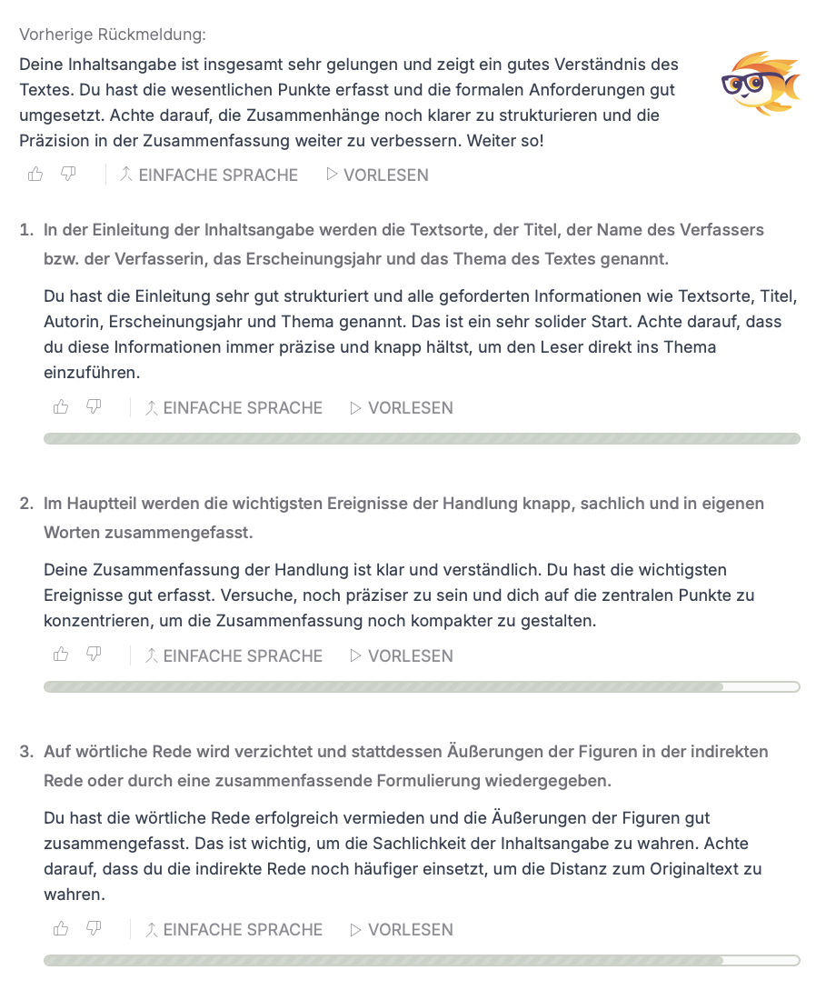 Vorherige Rückmeldung:
Deine Inhaltsangabe ist insgesamt sehr gelungen und zeigt ein gutes Verständnis des
Textes. Du hast die wesentlichen Punkte erfasst und die formalen Anforderungen gut
umgesetzt. Achte darauf, die Zusammenhänge noch klarer zu strukturieren und die
Präzision in der Zusammenfassung weiter zu verbessern. Weiter so!
EINFACHE SPRACHE VORLESEN
1. In der Einleitung der Inhaltsangabe werden die Textsorte, der Titel, der Name des Verfassers
bzw. der Verfasserin, das Erscheinungsjahr und das Thema des Textes genannt.
Du hast die Einleitung sehr gut strukturiert und alle geforderten Informationen wie Textsorte, Titel,
Autorin, Erscheinungsjahr und Thema genannt. Das ist ein sehr solider Start. Achte darauf, dass
du diese Informationen immer präzise und knapp hältst, um den Leser direkt ins Thema
einzuführen.
EINFACHE SPRACHE VORLESEN
2. Im Hauptteil werden die wichtigsten Ereignisse der Handlung knapp, sachlich und in eigenen
Worten zusammengefasst.
Deine Zusammenfassung der Handlung ist klar und verständlich. Du hast die wichtigsten
Ereignisse gut erfasst. Versuche, noch präziser zu sein und dich auf die zentralen Punkte zu
konzentrieren, um die Zusammenfassung noch kompakter zu gestalten.
EINFACHE SPRACHE VORLESEN
3. Auf wörtliche Rede wird verzichtet und stattdessen Äußerungen der Figuren in der indirekten
Rede oder durch eine zusammenfassende Formulierung wiedergegeben.
Du hast die wörtliche Rede erfolgreich vermieden und die Äußerungen der Figuren gut
zusammengefasst. Das ist wichtig, um die Sachlichkeit der Inhaltsangabe zu wahren. Achte
darauf, dass du die indirekte Rede noch häufiger einsetzt, um die Distanz zum Originaltext zu
wahren.
EINFACHE SPRACHE VORLESEN